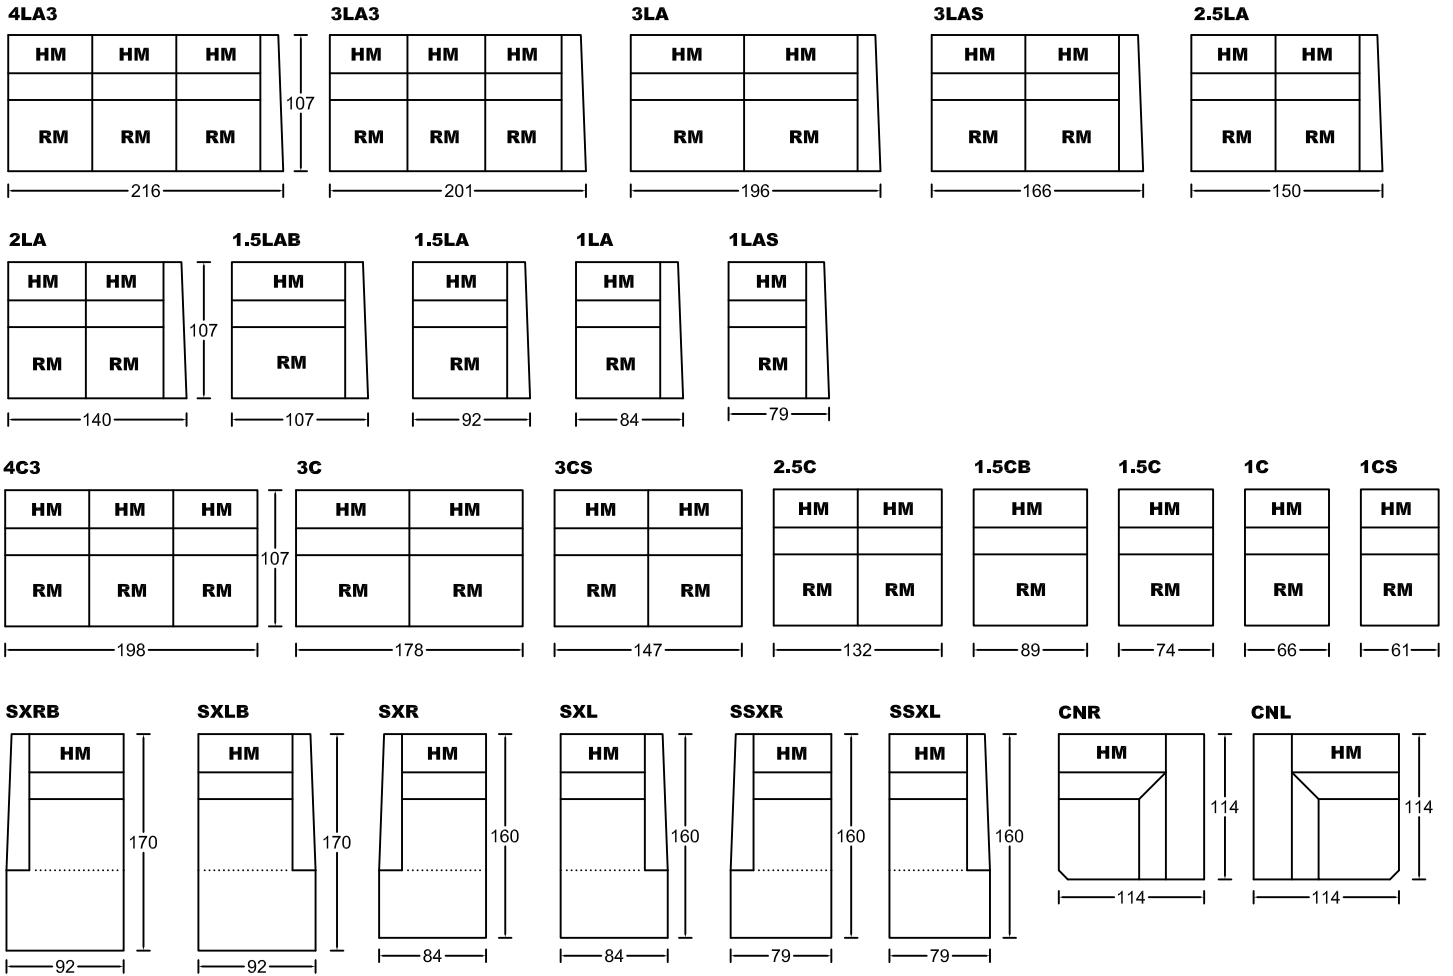 4LA3 3LA3 3LA 3LAS 2.5LA
HM HM HM HM HM HM HM HM HM HM HM HM
107
RM RM RM RM RM RM RM RM RM RM RM RM
216 201 196 166 150
2LA 1.5LAB 1.5LA 1LA 1LAS
HM HM HM HM HM HM
107
RM RM RM RM RM RM
140 107 92 84 79
4C3 3C 3CS 2.5C 1.5CB 1.5C 1C 1CS
HM HM HM HM HM HM HM HM HM HM HM HM HM
107
RM RM RM RM RM RM RM RM RM RM RM RM RM
198 178 147 132 89 74 66 61
SXRB SXLB SXR SXL SSXR SSXL CNR CNL
HM HM HM HM HM HM HM HM
114 114
170 170 160 160 160 160
114 114
92 92 84 84 79 79